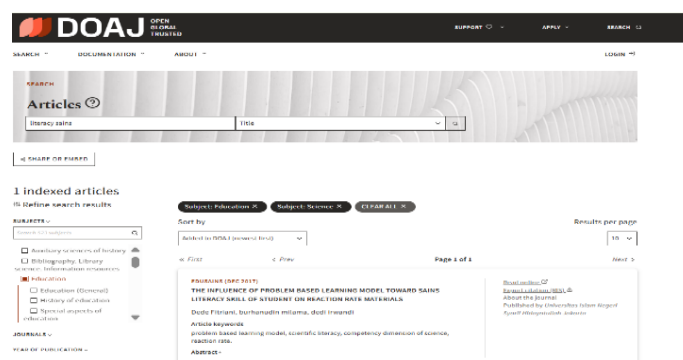 DOAJ
OPEN
GLOBAL
TRUSTED
SUPPORT
APPLY
SEARCH
SEARCH
DOCUMENTATION
ABOUT
LOGIN
SEARCH
Articles
literacy sains
Title
SHARE OR EMBED
1 indexed articles
Refine search results
Subject: Education ×
Subject: Science ×
CLEAR ALL ×
SUBJECTS
Sort by
Results per page
Search 111 subjects
Added to DOAJ (newest first)
10
Auxiliary sciences of history
Bibliography. Library
science. Information resources
Education
Education (General)
History of education
Special aspects of
education
« First
‹ Prev
Page 1 of 1
Next ›
EDUSAINS (DEC 2017)
THE INFLUENCE OF PROBLEM BASED LEARNING MODEL TOWARD SAINS
LITERACY SKILL OF STUDENT ON REACTION RATE MATERIALS
Dede Fitriani, burhanudin milama, dedi irwandi
Article keywords
problem based learning model, scientific literacy, competency dimension of science,
reaction rate.
Abstract
Read online
Export citation (RIS)
About the journal
Published by Universitas Islam Negeri
Syarif Hidayatullah Jakarta
JOURNALS
YEAR OF PUBLICATION